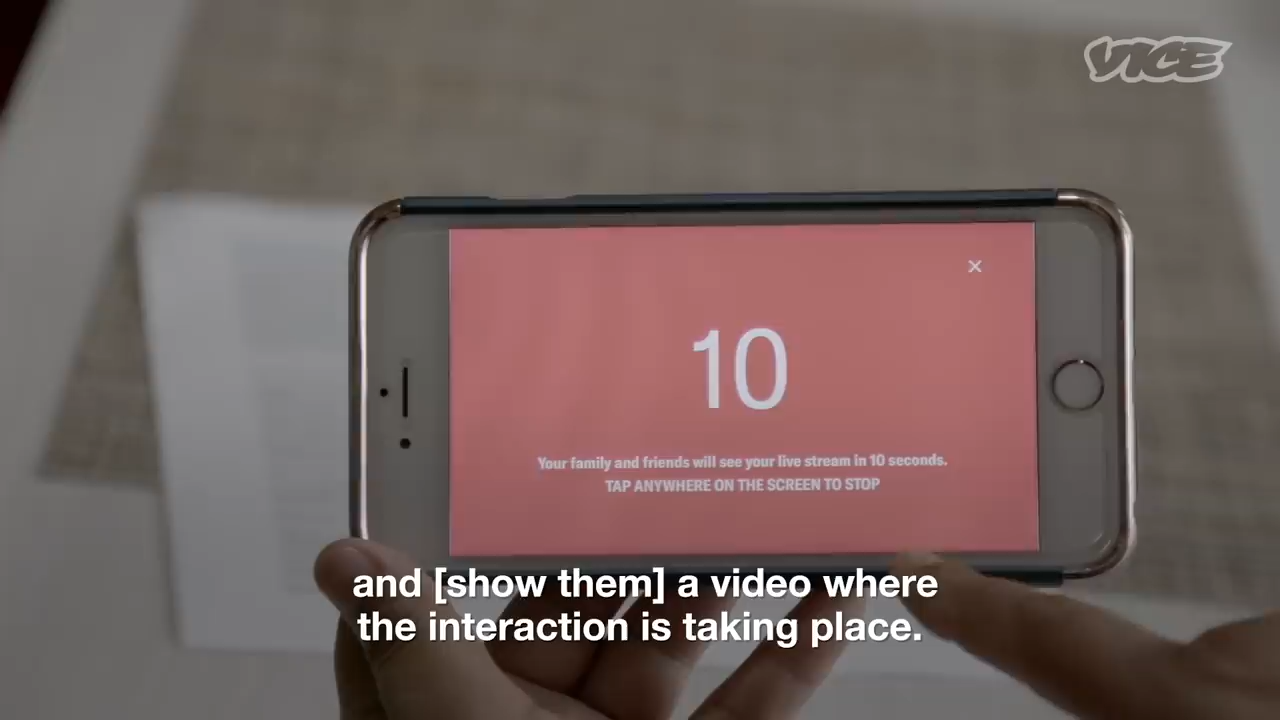 VICE
×
10
Your family and friends will see your live stream in 10 seconds.
TAP ANYWHERE ON THE SCREEN TO STOP
and [show them] a video where
the interaction is taking place.